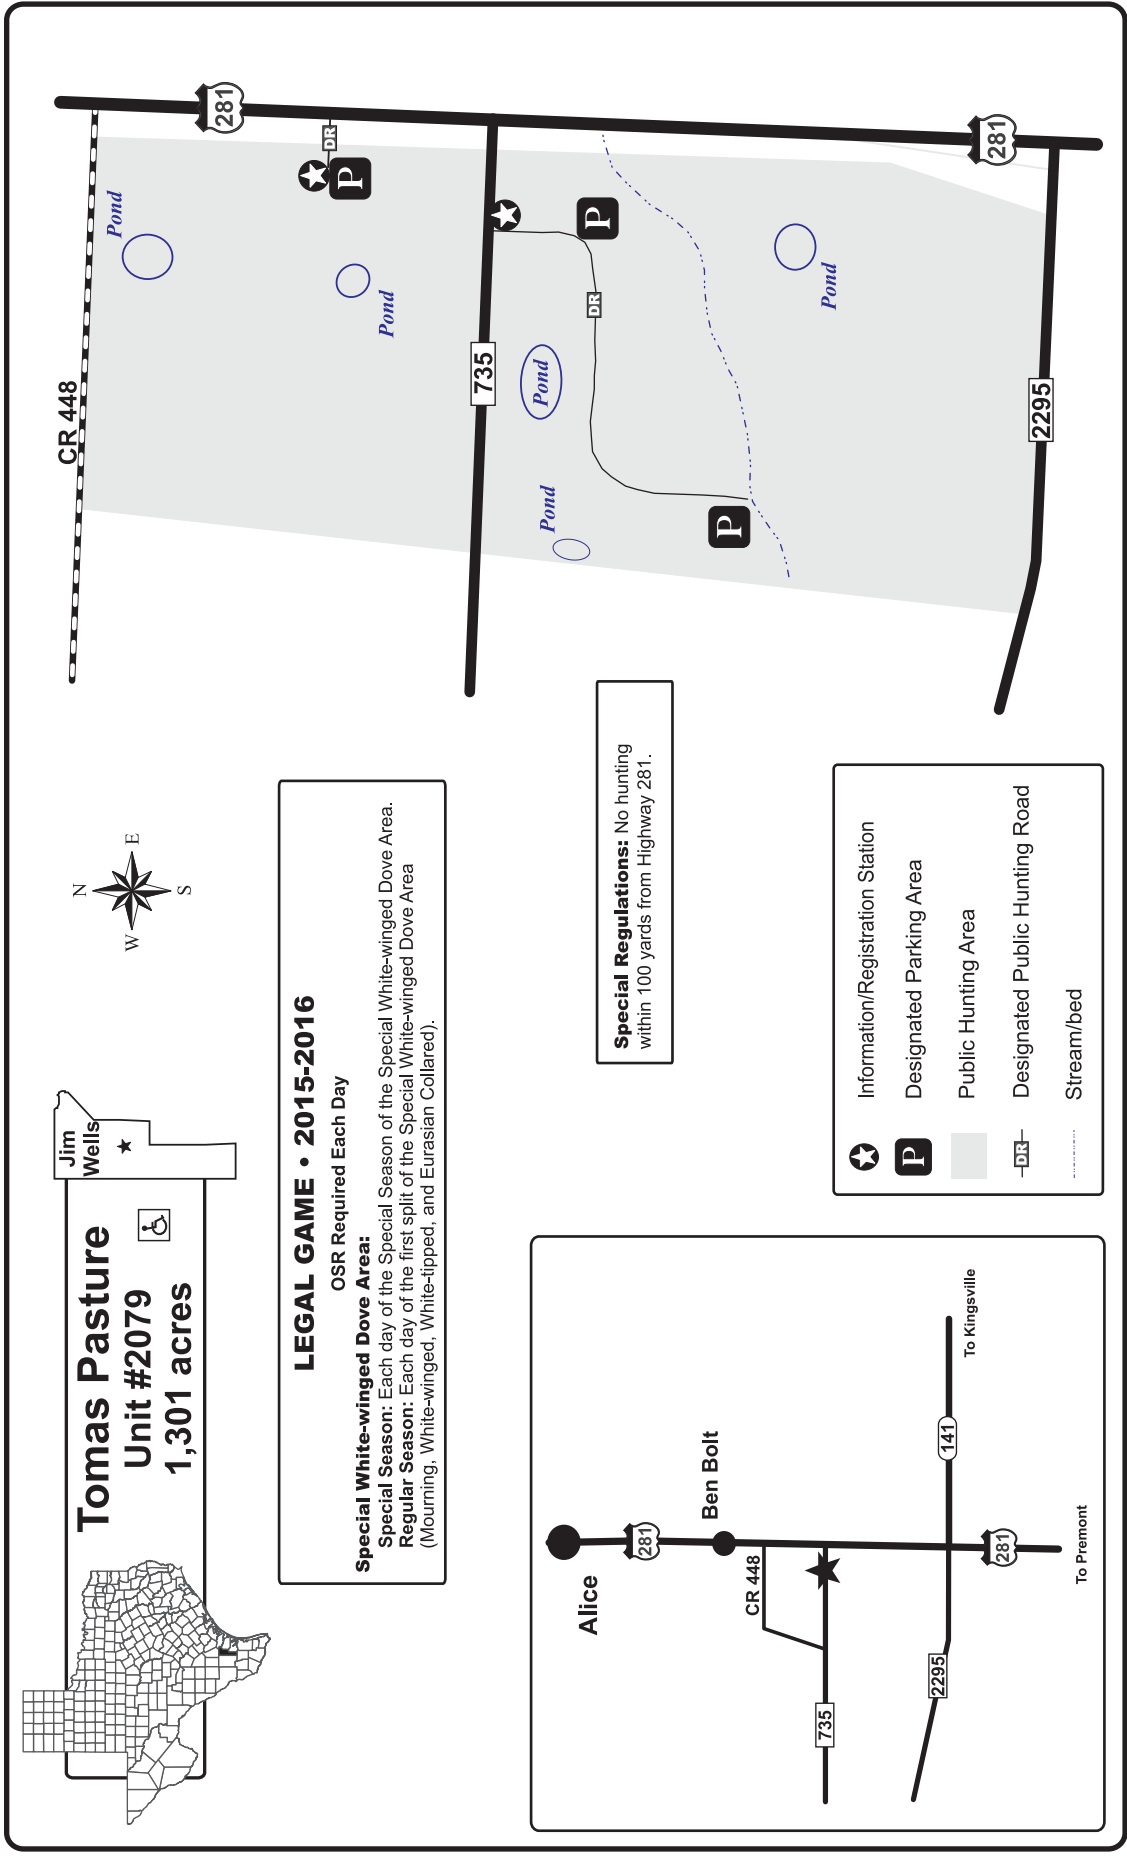 Tomas Pasture
Unit #2079
1,301 acres
Jim
Wells
N
W
E
S
LEGAL GAME • 2015-2016
OSR Required Each Day
Special White-winged Dove Area:
Special Season: Each day of the Special Season of the Special White-winged Dove Area.
Regular Season: Each day of the first split of the Special White-winged Dove Area
(Mourning, White-winged, White-tipped, and Eurasian Collared).
Special Regulations: No hunting
within 100 yards from Highway 281.
CR 448
Pond
281
DR
P
Pond
735
Pond
Pond
P
DR
P
Pond
281
2295
Alice
281
Ben Bolt
CR 448
735
2295
141
To Kingsville
281
To Premont
Information/Registration Station
P
Designated Parking Area
Public Hunting Area
DR
Designated Public Hunting Road
Stream/bed